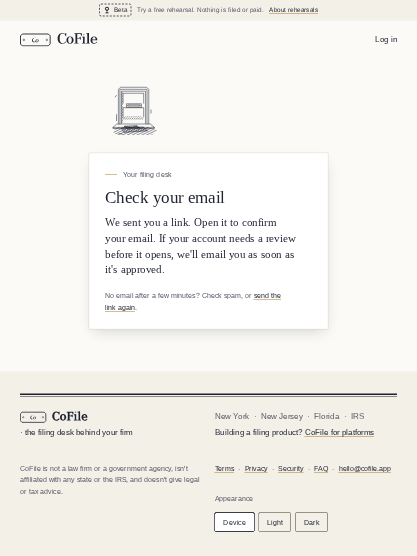 Beta Try a free rehearsal. Nothing is filed or paid. About rehearsals
Co CoFile
Log in
Your filing desk
Check your email
We sent you a link. Open it to confirm
your email. If your account needs a review
before it opens, we'll email you as soon as
it's approved.
No email after a few minutes? Check spam, or send the
link again.
Co CoFile
· the filing desk behind your firm
New York · New Jersey · Florida · IRS
Building a filing product? CoFile for platforms
CoFile is not a law firm or a government agency, isn't
affiliated with any state or the IRS, and doesn't give legal
or tax advice.
Terms · Privacy · Security · FAQ · hello@cofile.app
Appearance
Device Light Dark